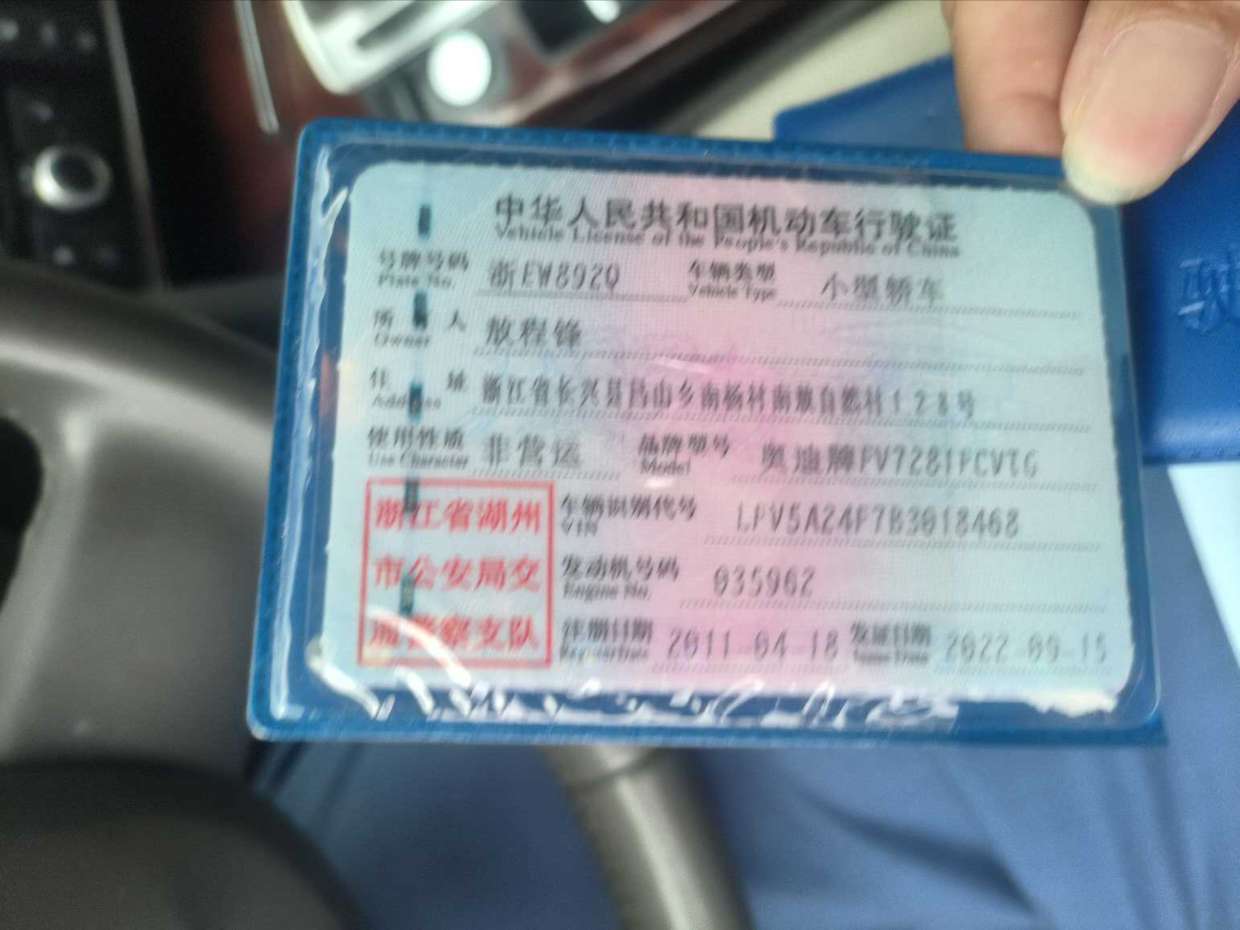 中华人民共和国机动车行驶证
Vehicle License of the People's Republic of China
号牌号码 浙EW892Q 车辆类型 小型轿车
Plate No. Vehicle Type
所有人 敖程锋
Owner
住址 浙江省长兴县吕山乡南杨村南簇自然村128号
Address
使用性质 非营运 品牌型号 奥迪牌FV7281FCVTG
Use Character Model
浙江省湖州
市公安局交
通警察支队
车辆识别代号 LFV5A24F7B3018468
VIN
发动机号码 035962
Engine No.
注册日期 2011-04-18 发证日期 2022-09-15
Register Date Issue Date
驶